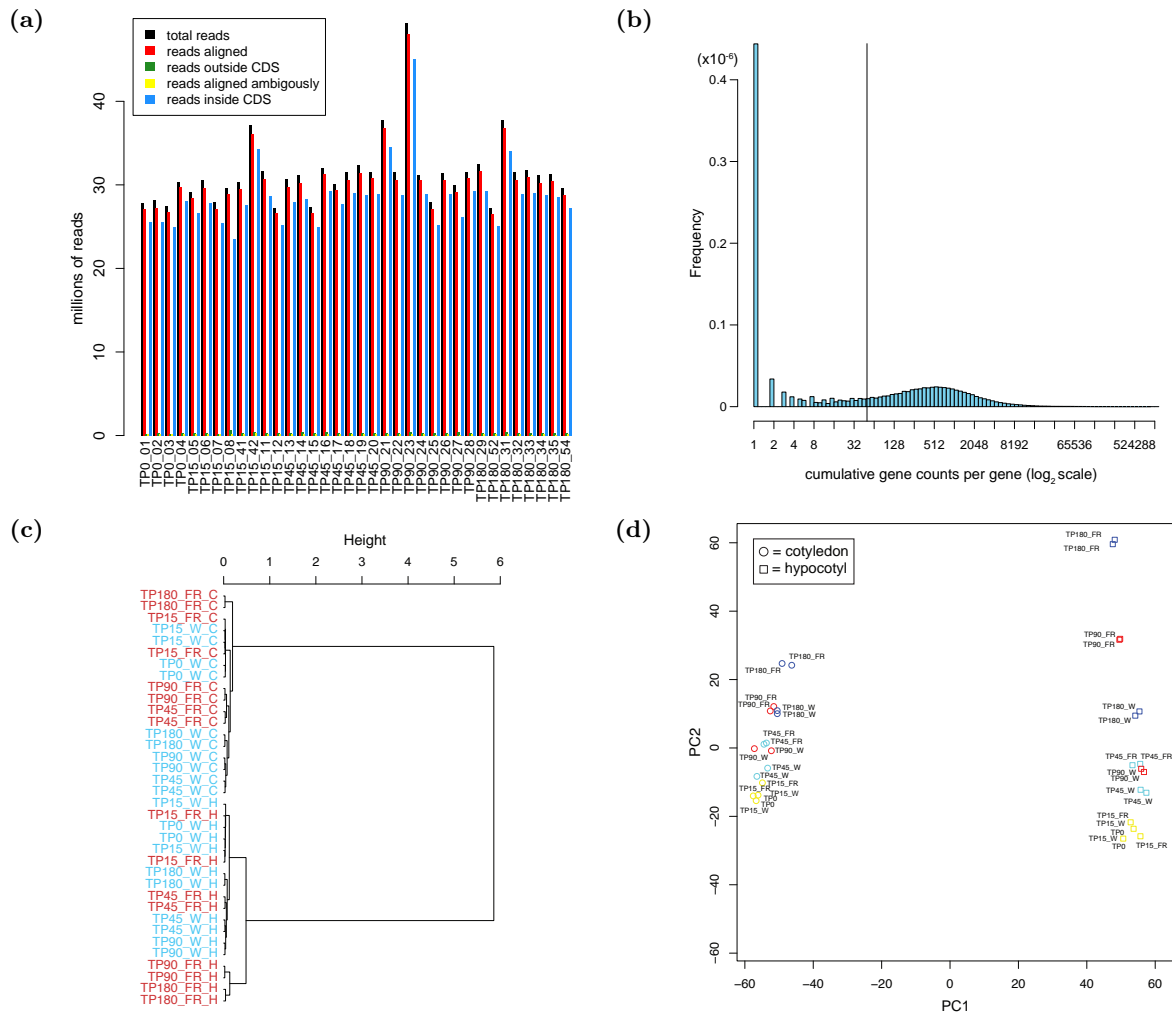 (a)
total reads
reads aligned
reads outside CDS
reads aligned ambigously
reads inside CDS
millions of reads
40
30
20
10
0
TP0_01
TP0_02
TP0_03
TP0_04
TP15_05
TP15_06
TP15_07
TP15_08
TP15_41
TP15_42
TP45_11
TP45_12
TP45_13
TP45_14
TP45_15
TP45_16
TP45_17
TP45_18
TP45_19
TP45_20
TP90_21
TP90_22
TP90_23
TP90_24
TP90_25
TP90_26
TP90_27
TP90_28
TP180_29
TP180_52
TP180_31
TP180_32
TP180_33
TP180_34
TP180_35
TP180_54
(b)
(x10^-6)
Frequency
0.4
0.3
0.2
0.1
0
1 2 4 8 32 128 512 2048 8192 65536 524288
cumulative gene counts per gene (log2 scale)
(c)
Height
0 1 2 3 4 5 6
TP180_FR_C
TP180_FR_C
TP15_FR_C
TP15_W_C
TP15_W_C
TP15_FR_C
TP0_W_C
TP0_W_C
TP90_FR_C
TP90_FR_C
TP45_FR_C
TP45_FR_C
TP180_W_C
TP180_W_C
TP90_W_C
TP90_W_C
TP45_W_C
TP45_W_C
TP15_W_H
TP15_FR_H
TP0_W_H
TP0_W_H
TP15_W_H
TP15_FR_H
TP180_W_H
TP180_W_H
TP45_FR_H
TP45_FR_H
TP45_W_H
TP45_W_H
TP90_W_H
TP90_W_H
TP90_FR_H
TP90_FR_H
TP180_FR_H
TP180_FR_H
(d)
= cotyledon
= hypocotyl
PC2
60
40
20
0
−20
−40
−60
TP180_FR
TP180_FR
TP90_FR
TP90_FR
TP180_FR
TP180_FR
TP90_FR
TP90_FR
TP180_W
TP180_W
TP180_W
TP180_W
TP45_FR
TP45_FR
TP90_W
TP90_W
TP45_FR
TP45_FR
TP90_W
TP90_W
TP45_W
TP45_W
TP45_W
TP45_W
TP15_FR
TP15_FR
TP15_W
TP0
TP0
TP15_W
TP15_FR
TP15_W
TP0
TP15_W
TP0
TP15_FR
−60 −40 −20 0 20 40 60
PC1